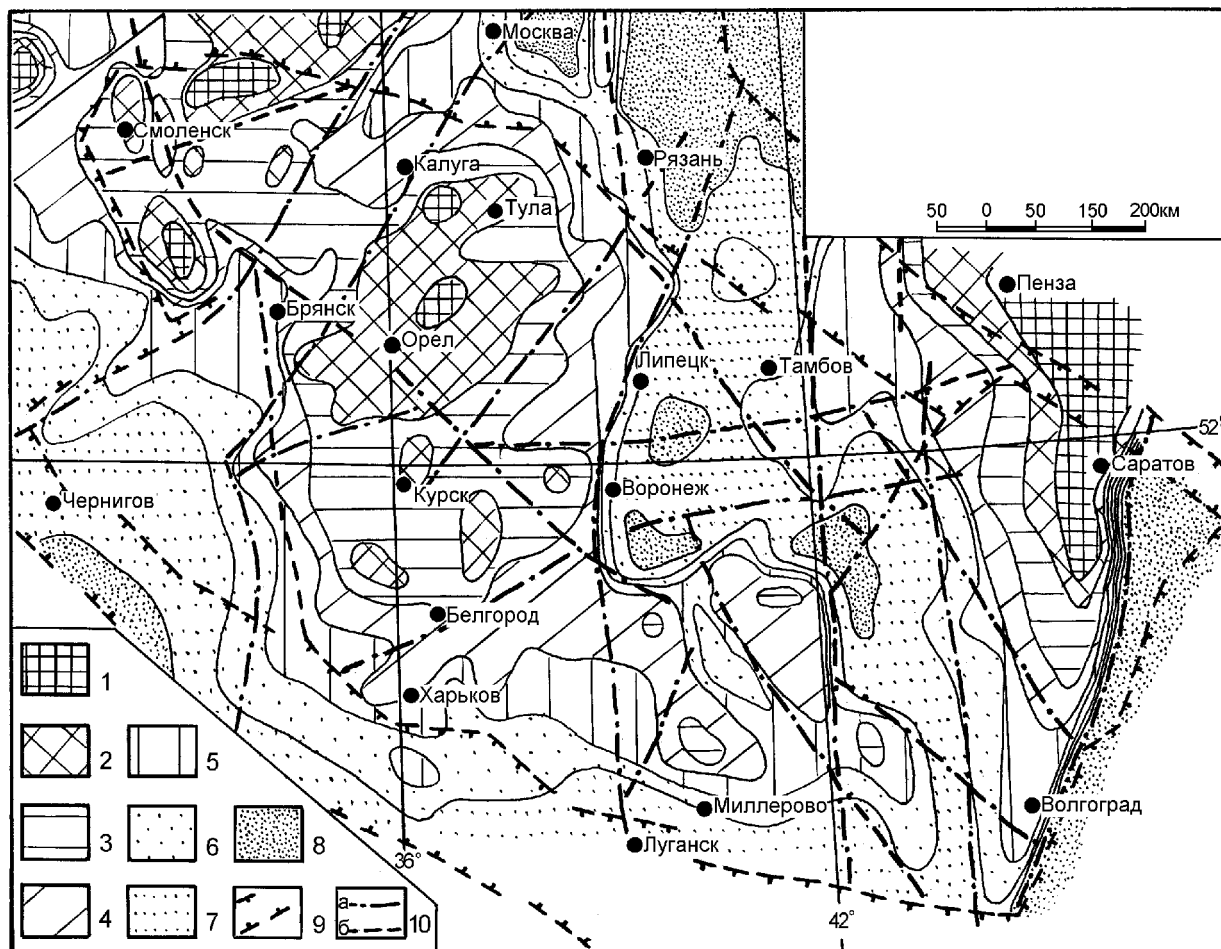 Москва
Смоленск
Рязань
Калуга
Тула
50 0 50 150 200км
Пенза
Брянск
Орел
Липецк
Тамбов
52°
Саратов
Курск
Воронеж
Чернигов
Белгород
1
Харьков
2 5
Миллерово
Волгоград
3 6 8
Луганск
36°
4 7 9 а б 10
42°